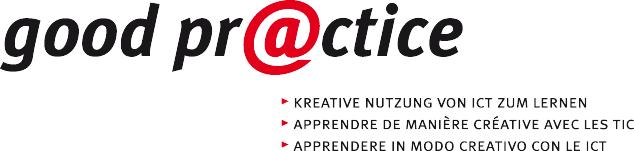 good pr@ctice
KREATIVE NUTZUNG VON ICT ZUM LERNEN
APPRENDRE DE MANIÈRE CRÉATIVE AVEC LES TIC
APPRENDERE IN MODO CREATIVO CON LE ICT